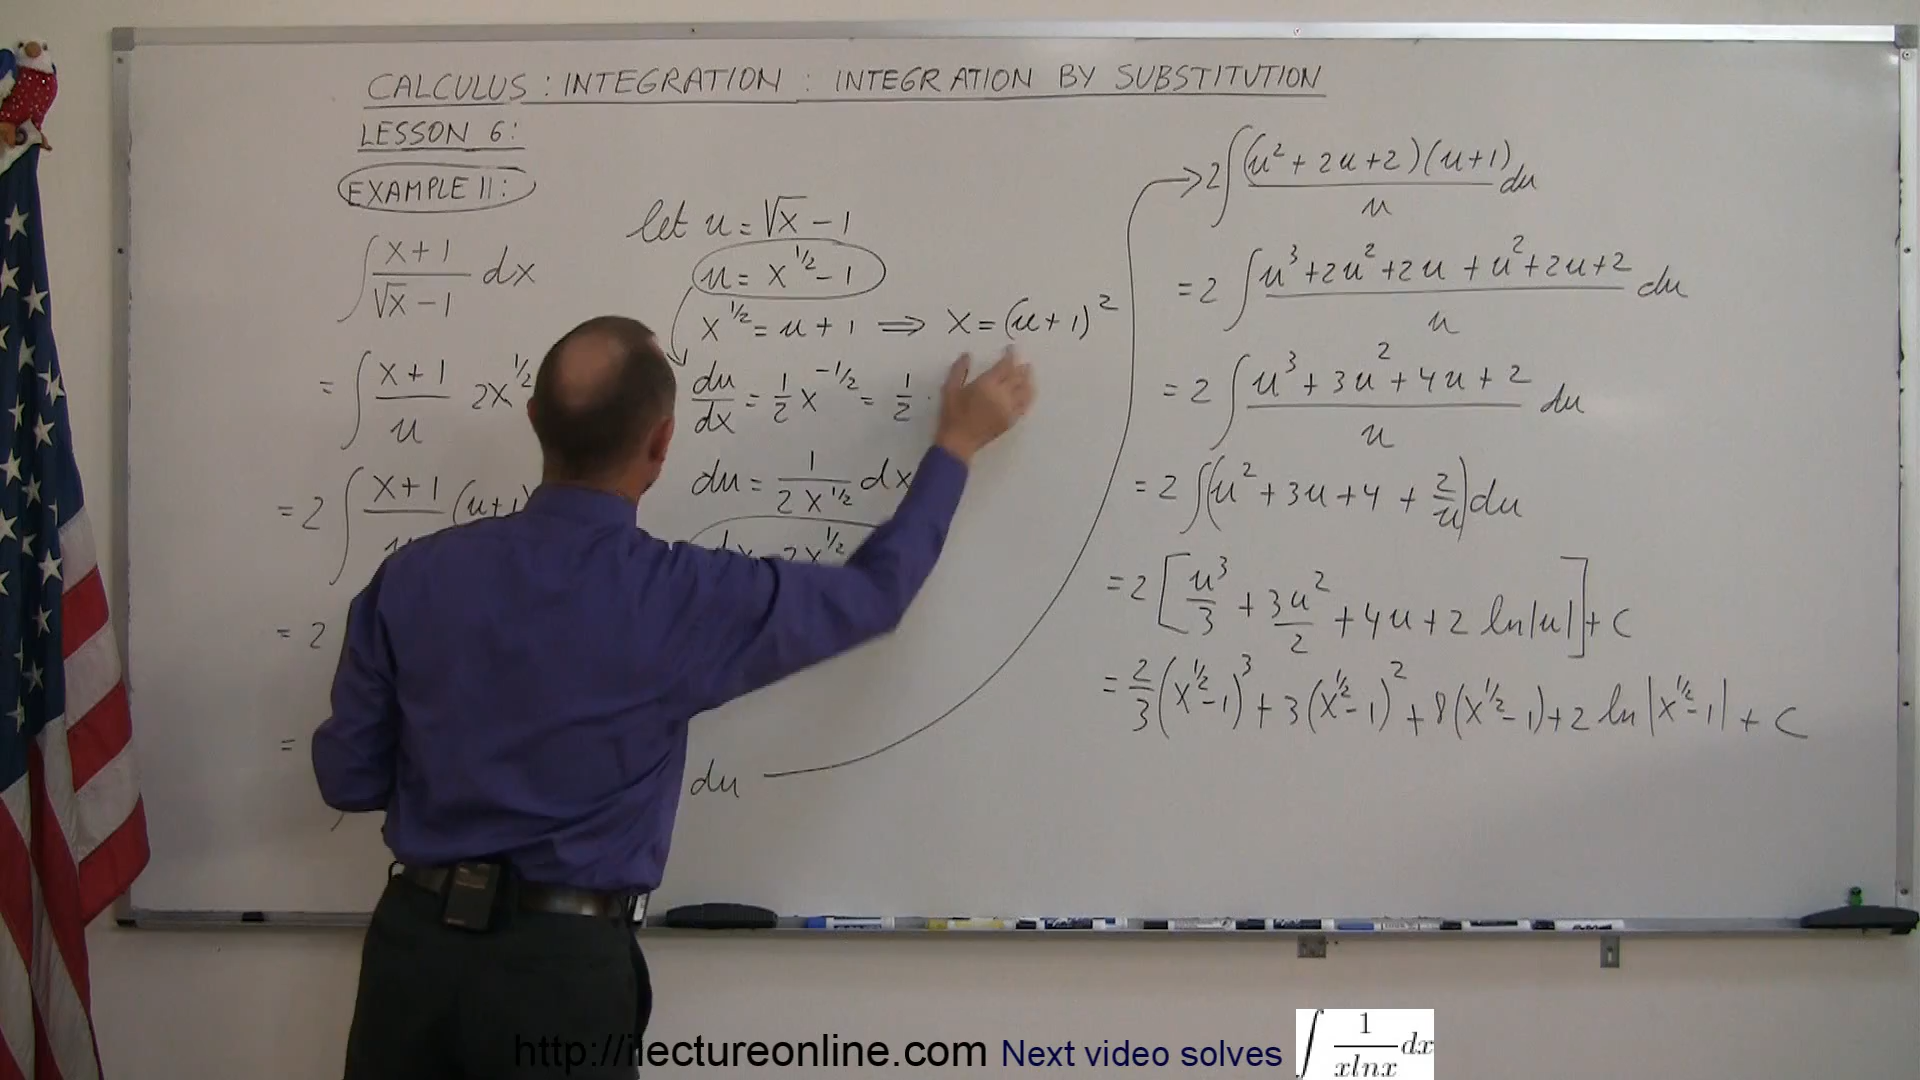 CALCULUS : INTEGRATION : INTEGRATION BY SUBSTITUTION
LESSON 6:
EXAMPLE 11:
∫ (x+1)/(√x - 1) dx
= ∫ (x+1)/u 2x^(1/2)
= 2 ∫ (x+1) (u+1)
= 2
=
du
let u = √x - 1
u = x^(1/2) - 1
x^(1/2) = u + 1 ⇒ x = (u+1)^2
du/dx = 1/2 x^(-1/2) = 1/2 ·
du = 1/(2x^(1/2)) dx
dx = 2x^(1/2)
→ 2 ∫ (u^2 + 2u + 2)(u+1)/u du
= 2 ∫ (u^3 + 2u^2 + 2u + u^2 + 2u + 2)/u du
= 2 ∫ (u^3 + 3u^2 + 4u + 2)/u du
= 2 ∫ (u^2 + 3u + 4 + 2/u) du
= 2 [u^3/3 + 3u^2/2 + 4u + 2 ln|u|] + C
= 2/3 (x^(1/2) - 1)^3 + 3(x^(1/2) - 1)^2 + 8(x^(1/2) - 1) + 2 ln|x^(1/2) - 1| + C
http://ilectureonline.com Next video solves ∫ 1/(xlnx) dx